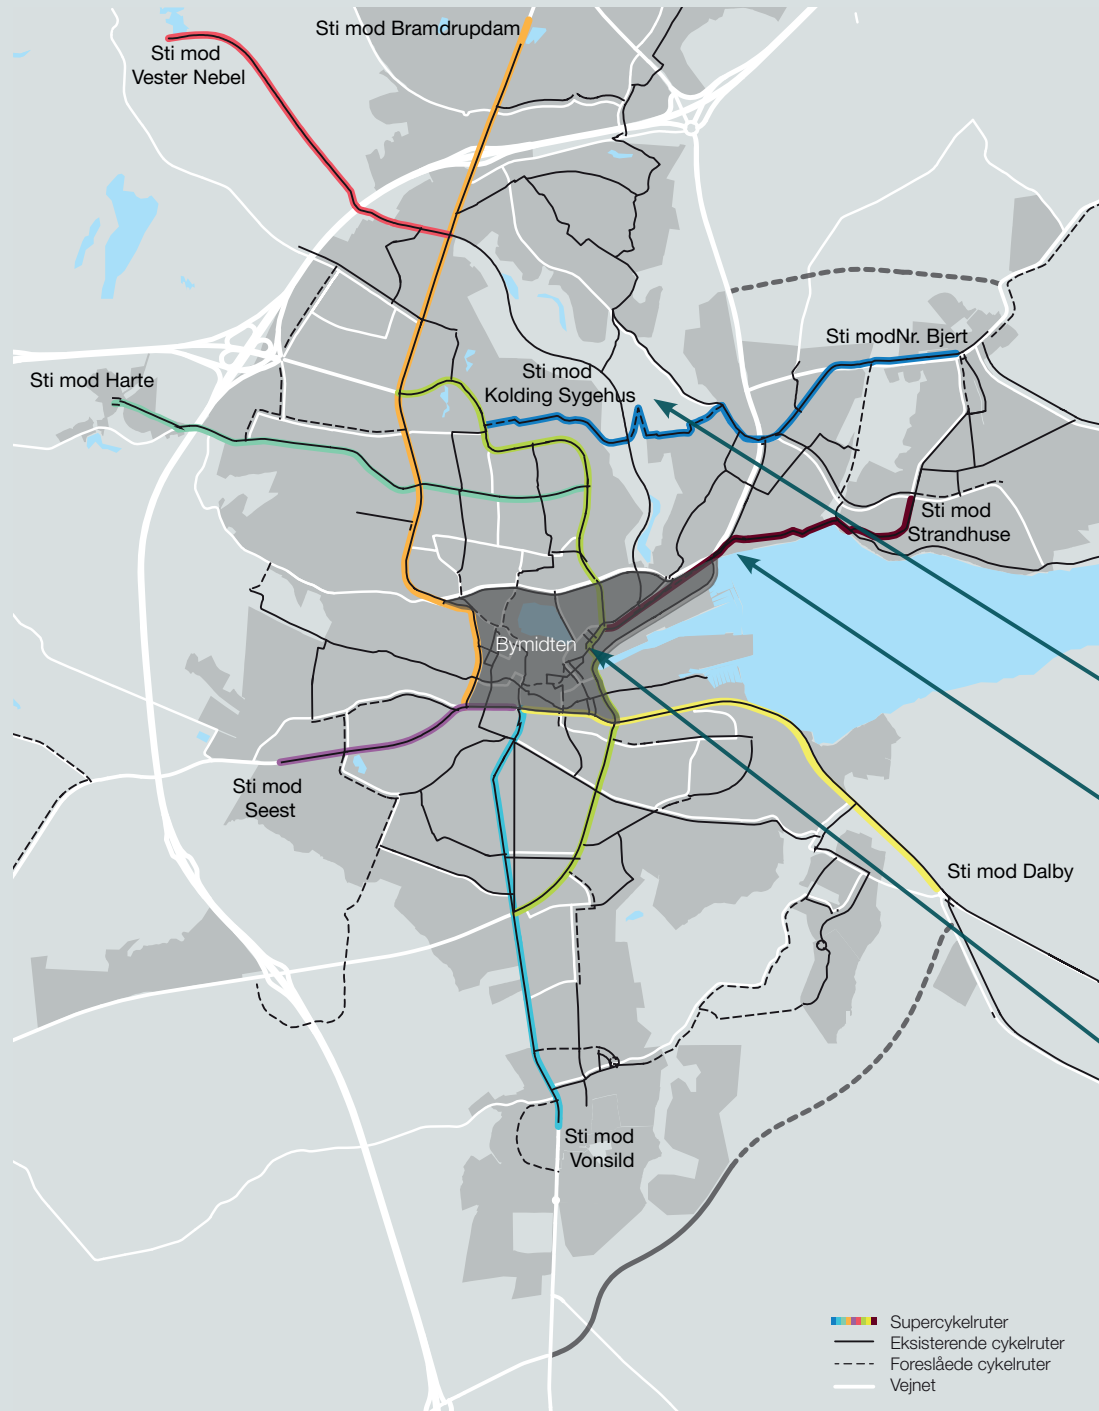 Sti mod Bramdrupdam
Sti mod
Vester Nebel
Sti modNr. Bjert
Sti mod Harte
Sti mod
Kolding Sygehus
Sti mod
Strandhuse
Bymidten
Sti mod
Seest
Sti mod Dalby
Sti mod
Vonsild
Supercykelruter
Eksisterende cykelruter
Foreslåede cykelruter
Vejnet